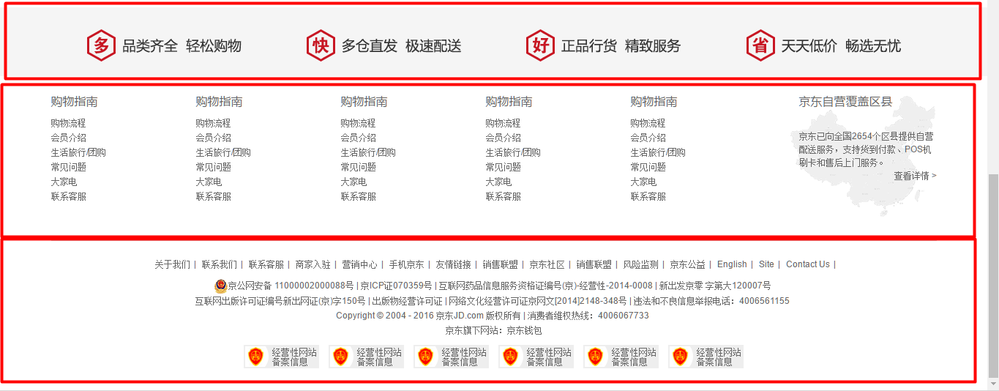 多 品类齐全 轻松购物 快 多仓直发 极速配送 好 正品行货 精致服务 省 天天低价 畅选无忧
购物指南 购物指南 购物指南 购物指南 购物指南 京东自营覆盖区县
购物流程 购物流程 购物流程 购物流程 购物流程
会员介绍 会员介绍 会员介绍 会员介绍 会员介绍
生活旅行/团购 生活旅行/团购 生活旅行/团购 生活旅行/团购 生活旅行/团购
常见问题 常见问题 常见问题 常见问题 常见问题
大家电 大家电 大家电 大家电 大家电
联系客服 联系客服 联系客服 联系客服 联系客服
京东已向全国2654个区县提供自营
配送服务，支持货到付款、POS机
刷卡和售后上门服务。
查看详情 >
关于我们 | 联系我们 | 联系客服 | 商家入驻 | 营销中心 | 手机京东 | 友情链接 | 销售联盟 | 京东社区 | 销售联盟 | 风险监测 | 京东公益 | English | Site | Contact Us |
京公网安备 11000002000088号 | 京ICP证070359号 | 互联网药品信息服务资格证编号(京)-经营性-2014-0008 | 新出发京零 字第大120007号
互联网出版许可证编号新出网证(京)字150号 | 出版物经营许可证 | 网络文化经营许可证京网文[2014]2148-348号 | 违法和不良信息举报电话：4006561155
Copyright © 2004 - 2016 京东JD.com 版权所有 | 消费者维权热线：4006067733
京东旗下网站：京东钱包
经营性网站 经营性网站 经营性网站 经营性网站 经营性网站 经营性网站
备案信息 备案信息 备案信息 备案信息 备案信息 备案信息